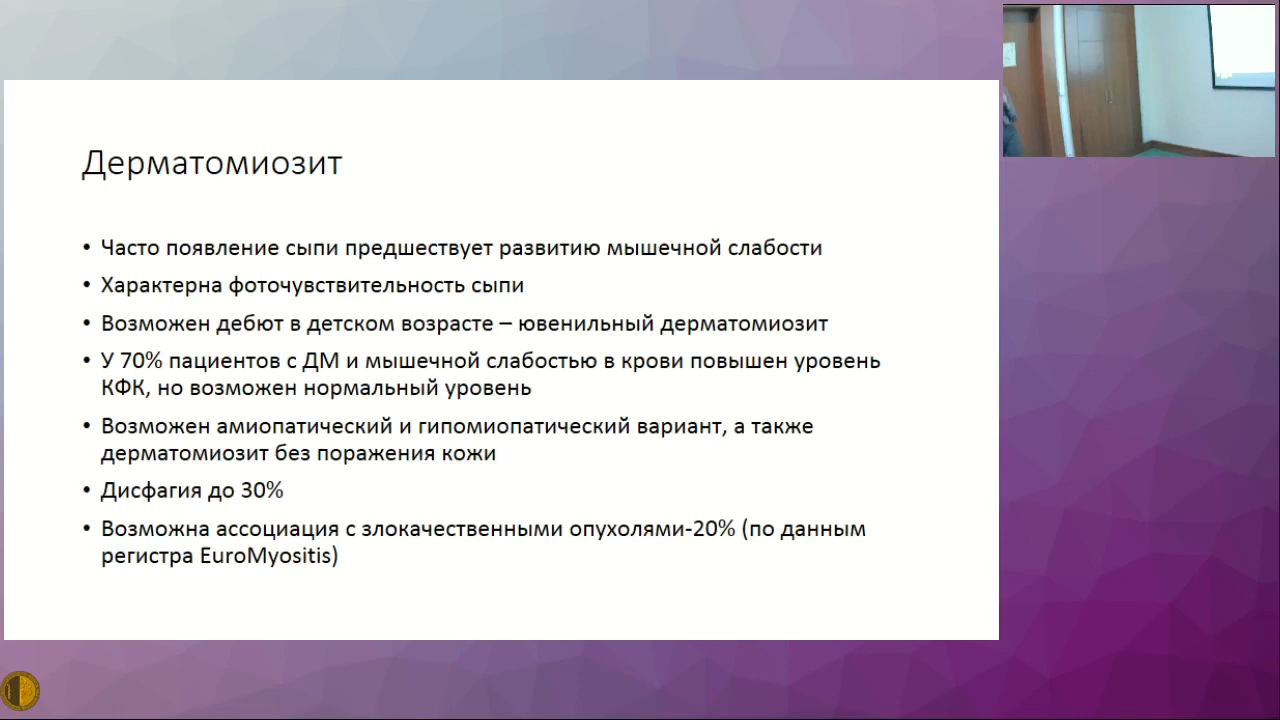 Дерматомиозит
• Часто появление сыпи предшествует развитию мышечной слабости
• Характерна фоточувствительность сыпи
• Возможен дебют в детском возрасте – ювенильный дерматомиозит
• У 70% пациентов с ДМ и мышечной слабостью в крови повышен уровень
КФК, но возможен нормальный уровень
• Возможен амиопатический и гипомиопатический вариант, а также
дерматомиозит без поражения кожи
• Дисфагия до 30%
• Возможна ассоциация с злокачественными опухолями-20% (по данным
регистра EuroMyositis)